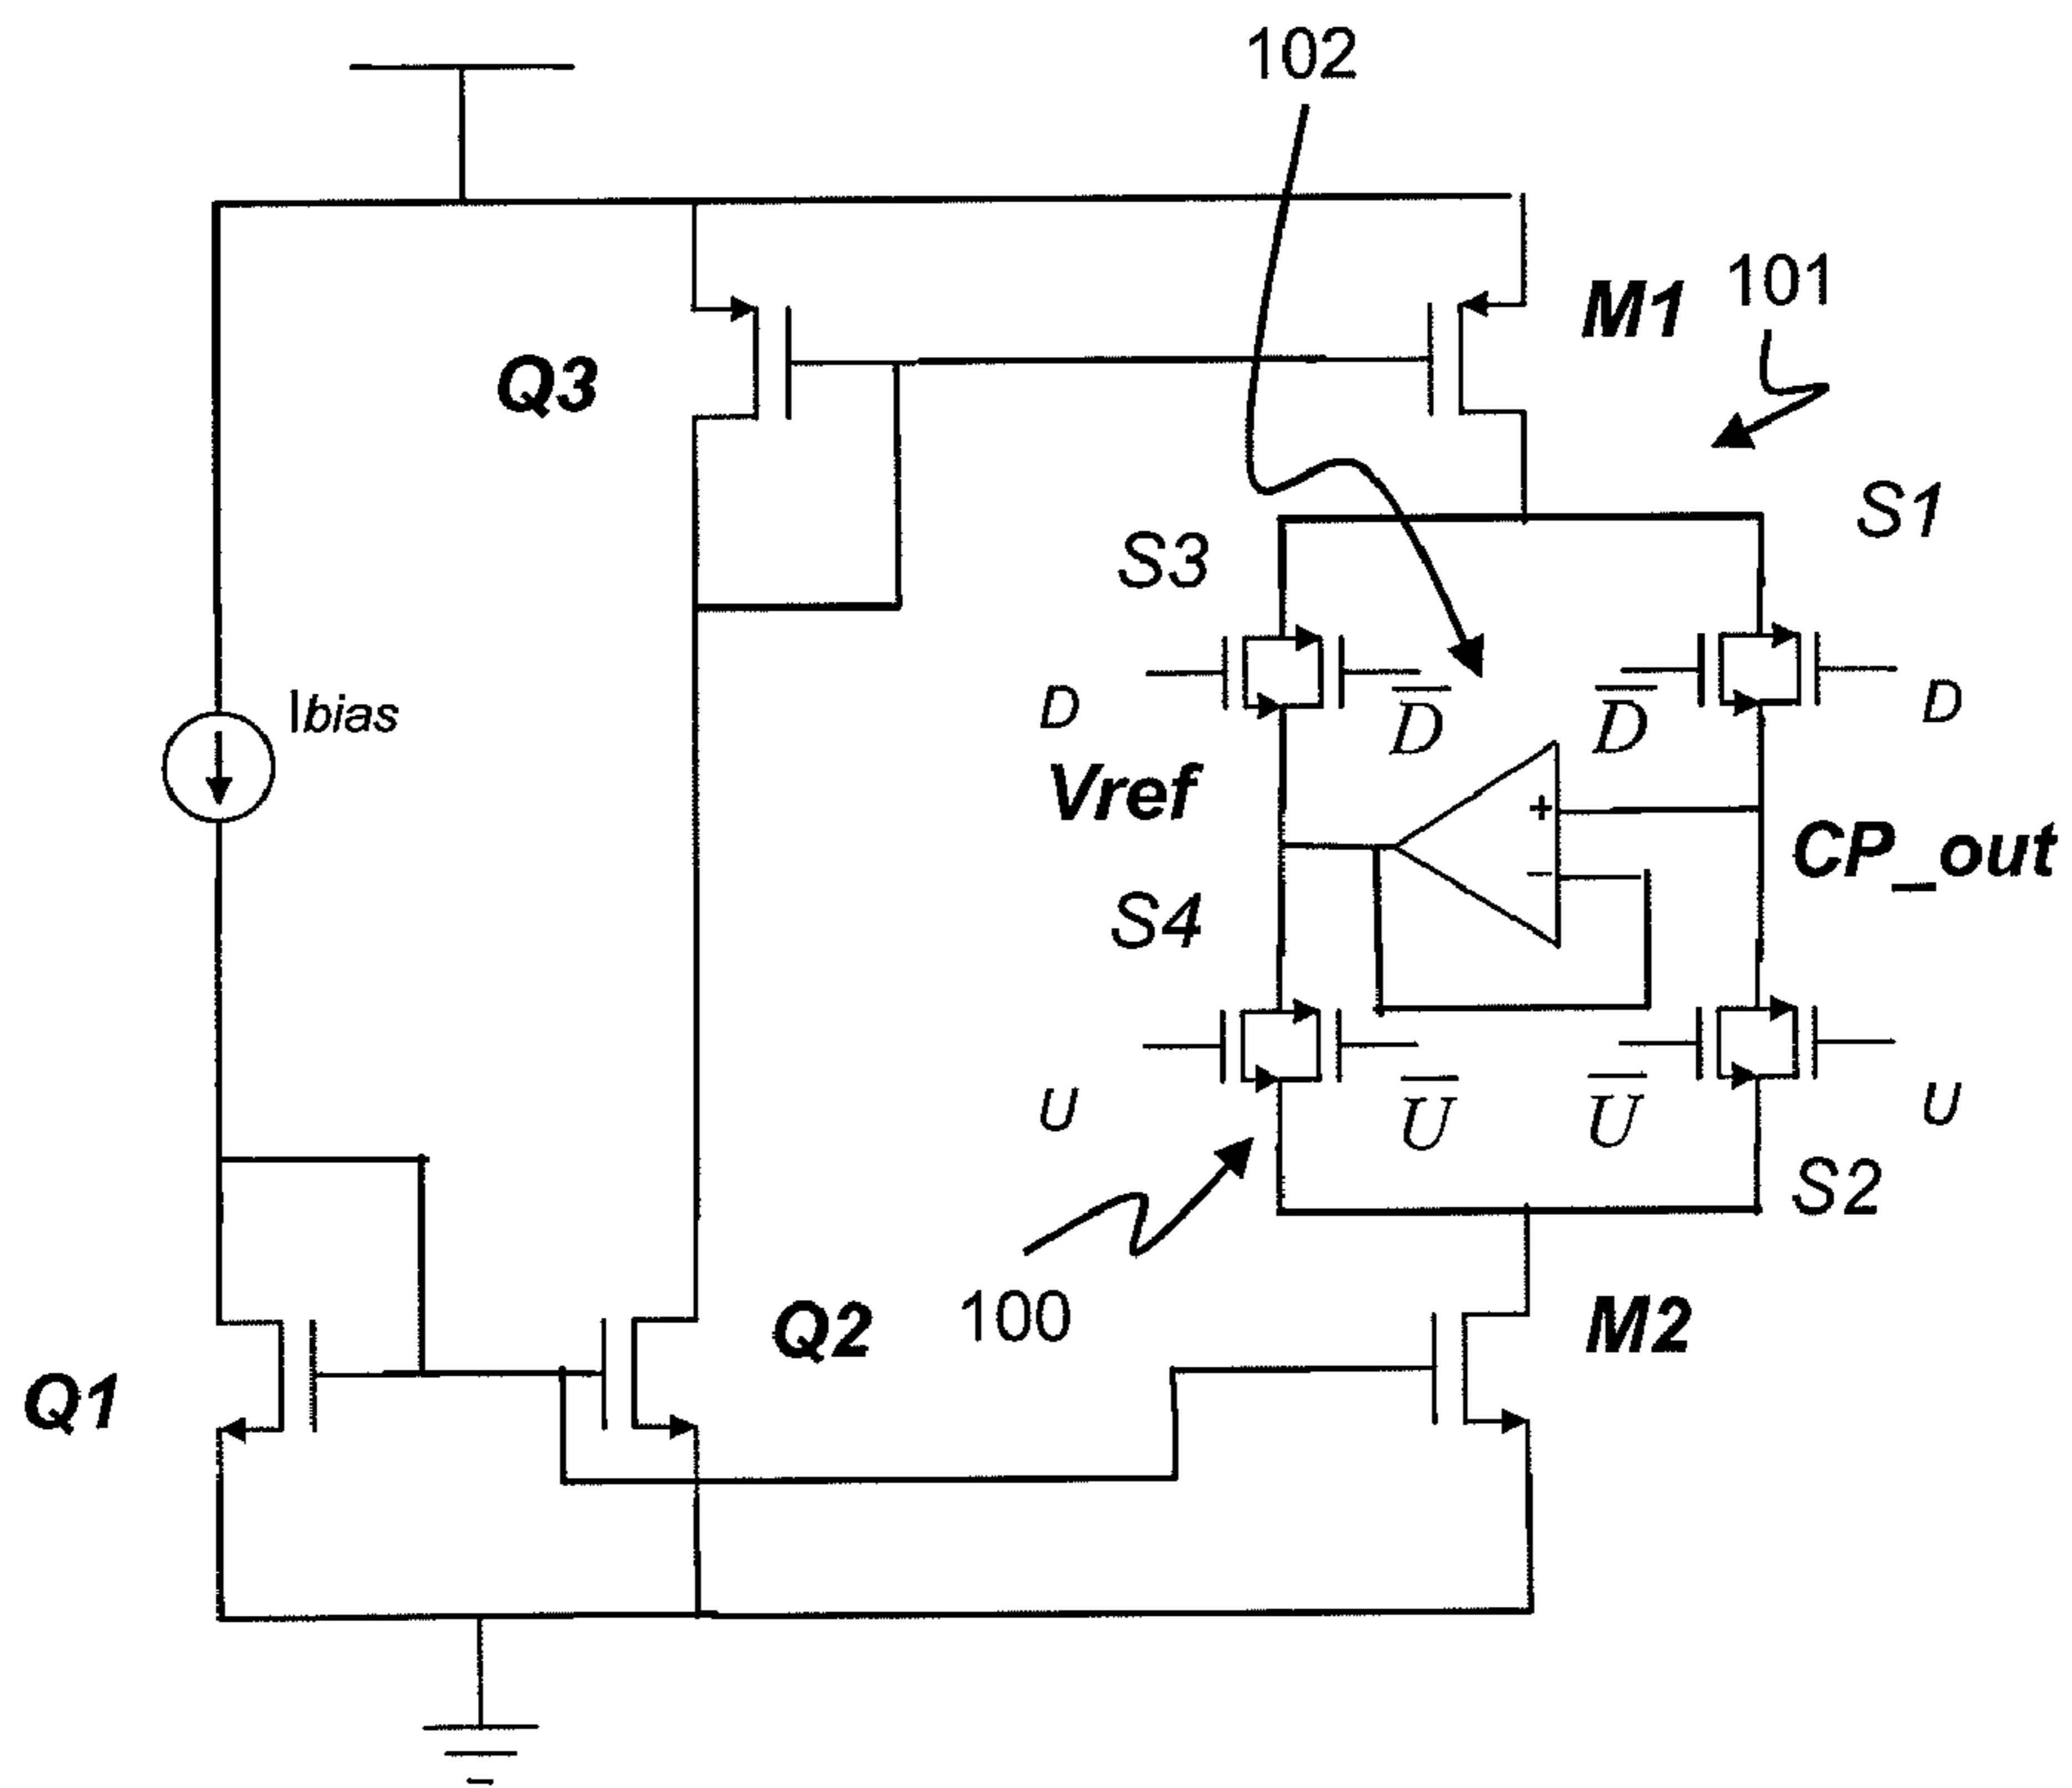 102
M1
101
Q3
S1
S3
Ibias
D
D̅
D̅
D
Vref
+
CP_out
−
S4
U
U̅
U̅
U
S2
100
Q2
M2
Q1